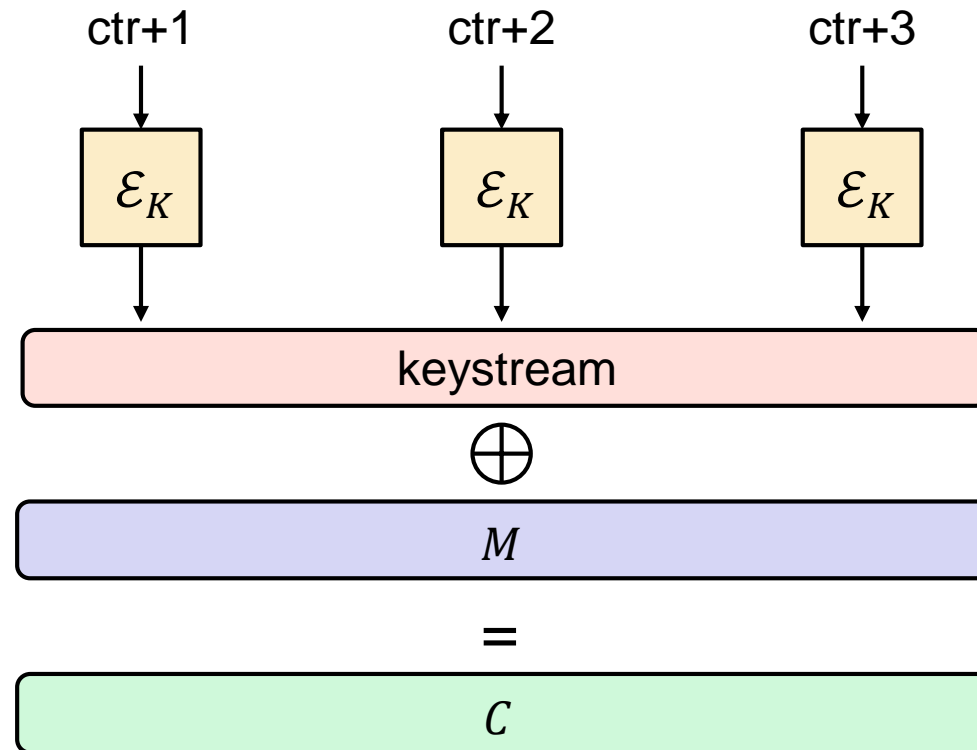 ctr+1 ctr+2 ctr+3
ℰ_K ℰ_K ℰ_K
keystream
⊕
M
=
C